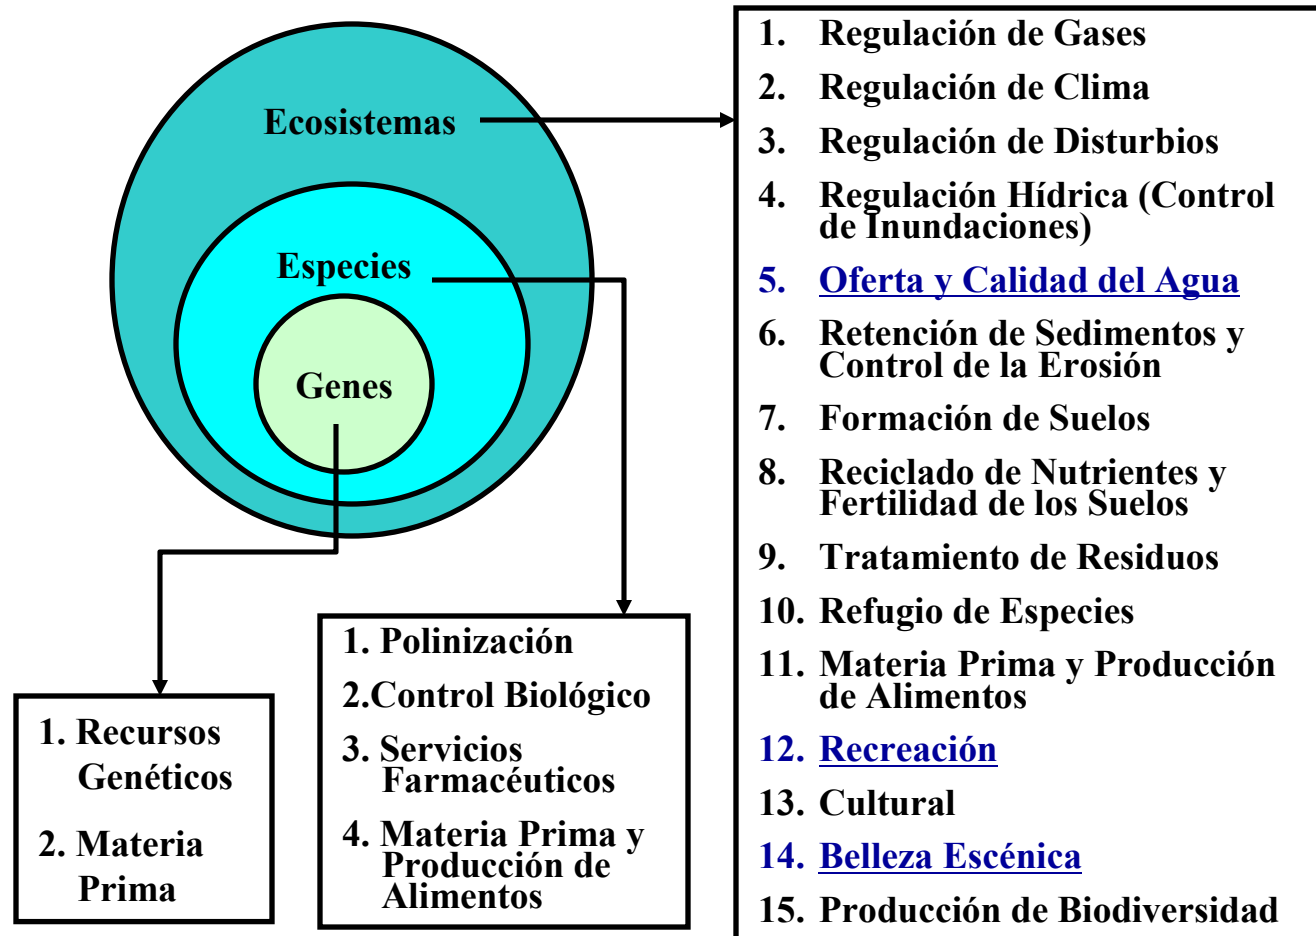 Ecosistemas
Especies
Genes
1. Recursos
Genéticos
2. Materia
Prima
1. Polinización
2.Control Biológico
3. Servicios
Farmacéuticos
4. Materia Prima y
Producción de
Alimentos
1. Regulación de Gases
2. Regulación de Clima
3. Regulación de Disturbios
4. Regulación Hídrica (Control
de Inundaciones)
5. Oferta y Calidad del Agua
6. Retención de Sedimentos y
Control de la Erosión
7. Formación de Suelos
8. Reciclado de Nutrientes y
Fertilidad de los Suelos
9. Tratamiento de Residuos
10. Refugio de Especies
11. Materia Prima y Producción
de Alimentos
12. Recreación
13. Cultural
14. Belleza Escénica
15. Producción de Biodiversidad